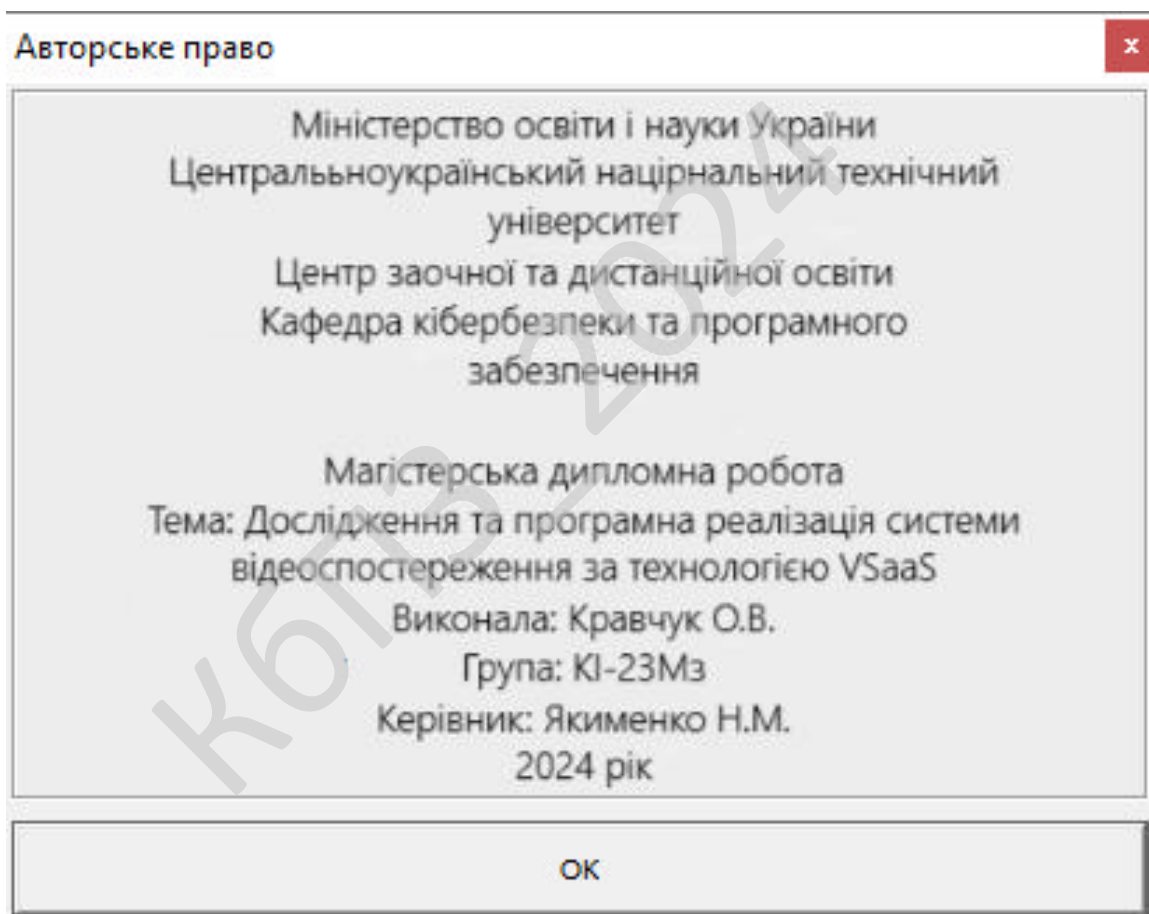 Авторське право
x
Міністерство освіти і науки України
Централььноукраїнський націрнальний технічний
університет
Центр заочної та дистанційної освіти
Кафедра кібербезпеки та програмного
забезпечення
Магістерська дипломна робота
Тема: Дослідження та програмна реалізація системи
відеоспостереження за технологією VSaaS
Виконала: Кравчук О.В.
Група: КІ-23Мз
Керівник: Якименко Н.М.
2024 рік
ОК
КбПЗ_2024